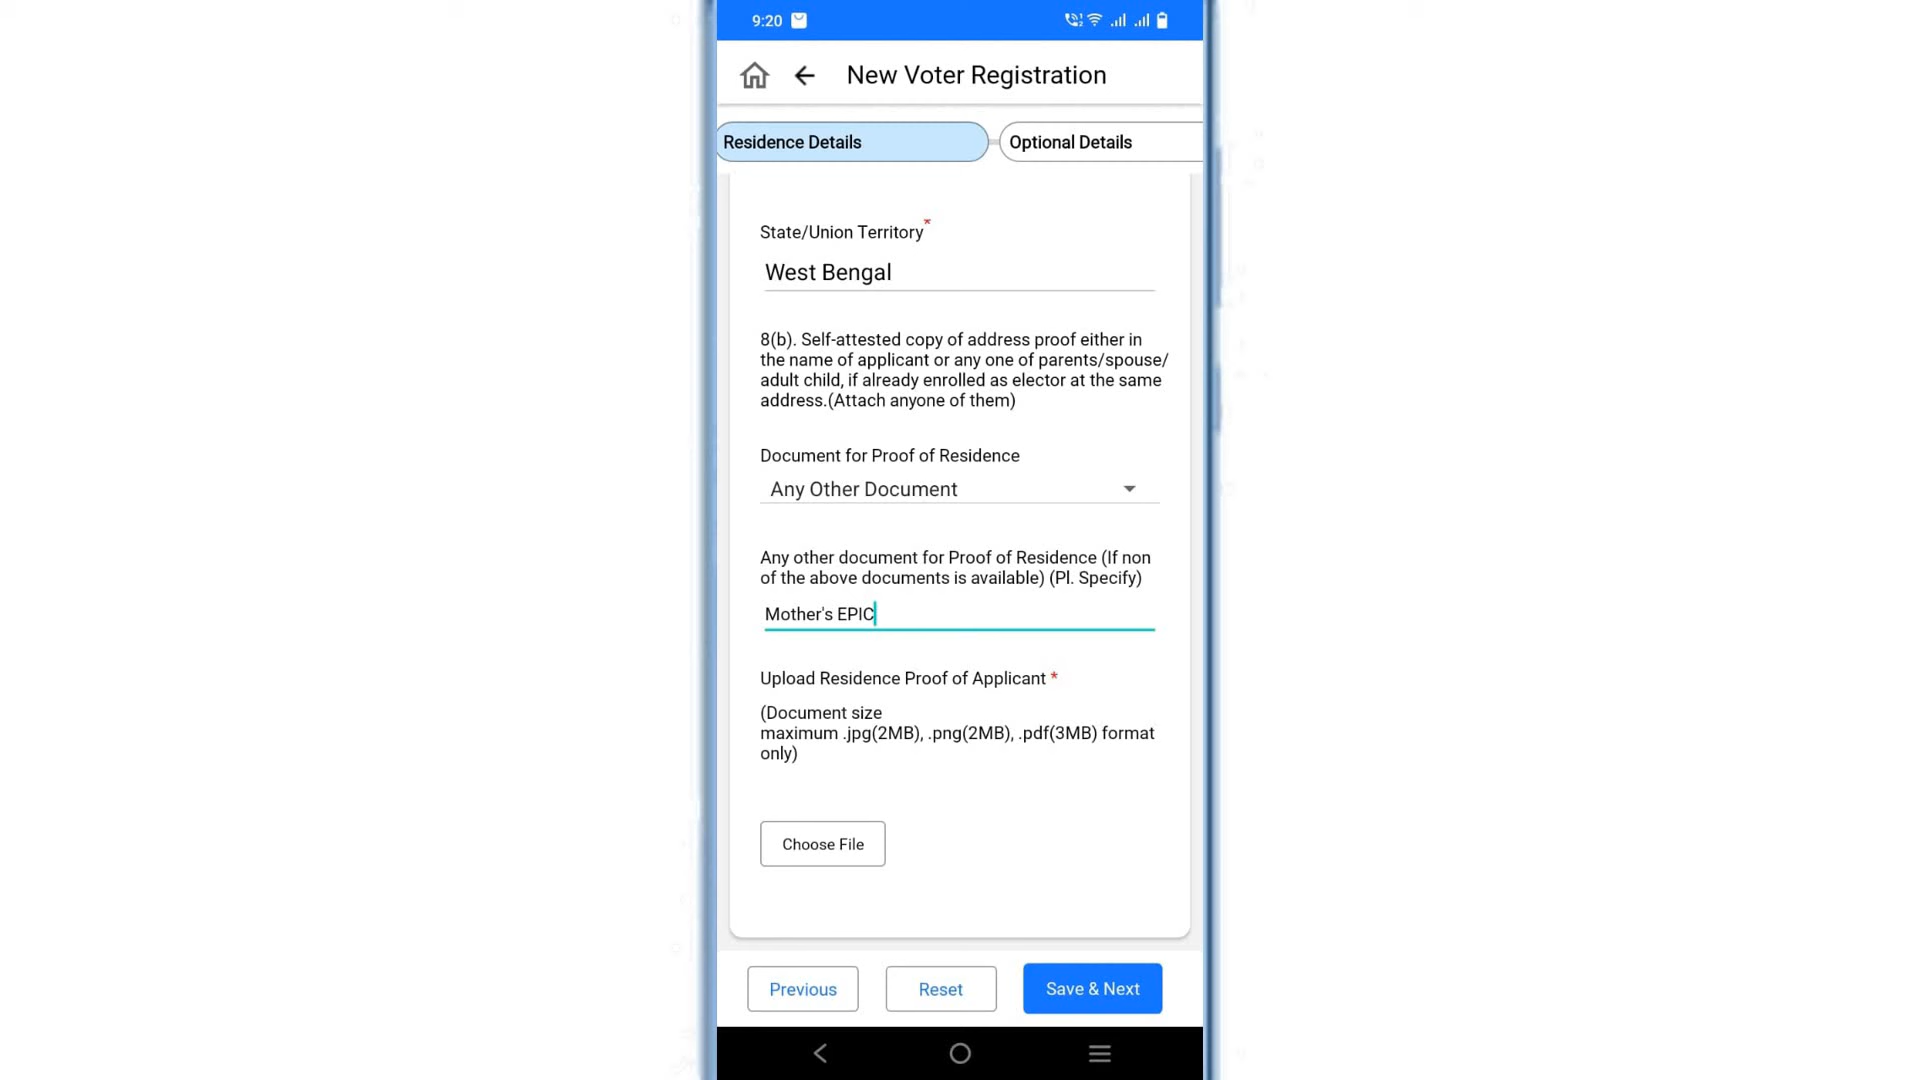 9:20
New Voter Registration
Residence Details
Optional Details
State/Union Territory*
West Bengal
8(b). Self-attested copy of address proof either in
the name of applicant or any one of parents/spouse/
adult child, if already enrolled as elector at the same
address.(Attach anyone of them)
Document for Proof of Residence
Any Other Document
Any other document for Proof of Residence (If non
of the above documents is available) (Pl. Specify)
Mother's EPIC
Upload Residence Proof of Applicant *
(Document size
maximum .jpg(2MB), .png(2MB), .pdf(3MB) format
only)
Choose File
Previous
Reset
Save & Next